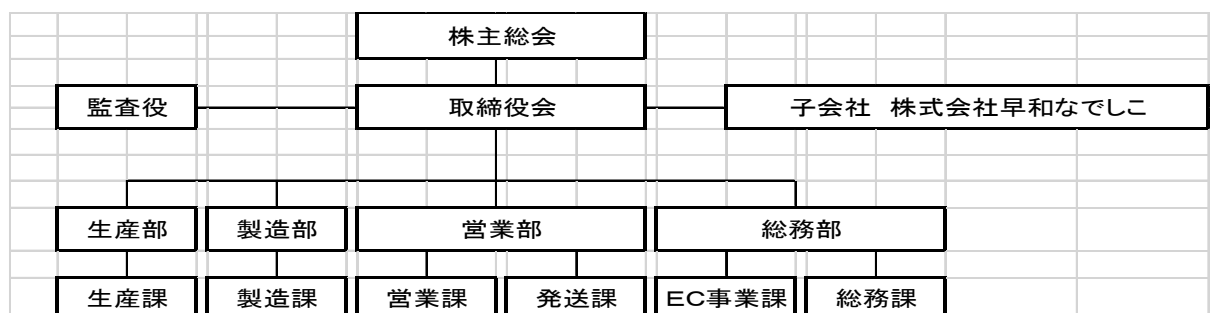 株主総会
監査役 取締役会 子会社 株式会社早和なでしこ
生産部 製造部 営業部 総務部
生産課 製造課 営業課 発送課 EC事業課 総務課